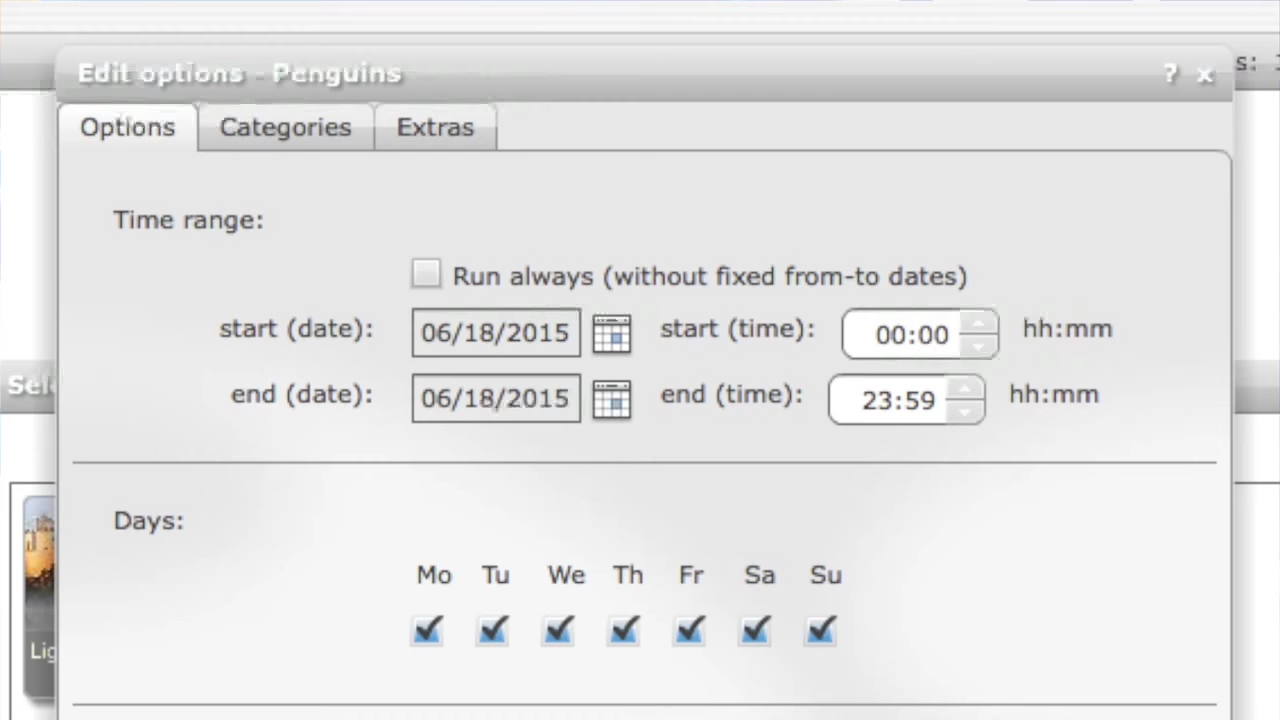 Edit options - Penguins ? x
s:
Options Categories Extras
Time range:
Run always (without fixed from-to dates)
start (date): 06/18/2015 start (time): 00:00 hh:mm
end (date): 06/18/2015 end (time): 23:59 hh:mm
Days:
Mo Tu We Th Fr Sa Su